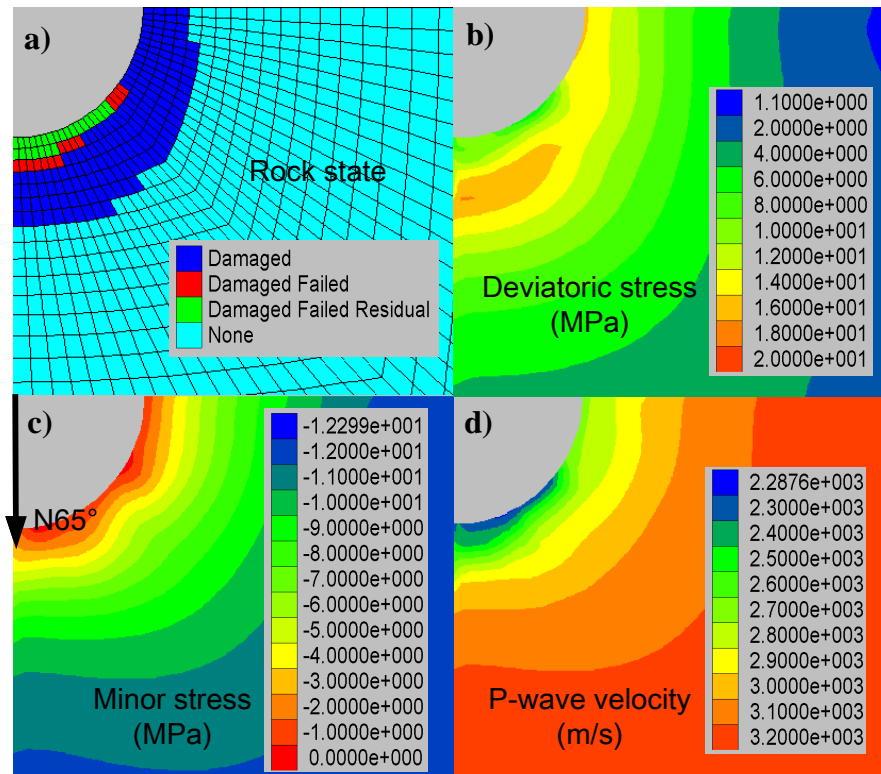 a)
Rock state
Damaged
Damaged Failed
Damaged Failed Residual
None
b)
1.1000e+000
2.0000e+000
4.0000e+000
6.0000e+000
8.0000e+000
1.0000e+001
1.2000e+001
1.4000e+001
1.6000e+001
1.8000e+001
2.0000e+001
Deviatoric stress
(MPa)
c)
N65°
-1.2299e+001
-1.2000e+001
-1.1000e+001
-1.0000e+001
-9.0000e+000
-8.0000e+000
-7.0000e+000
-6.0000e+000
-5.0000e+000
-4.0000e+000
-3.0000e+000
-2.0000e+000
-1.0000e+000
0.0000e+000
Minor stress
(MPa)
d)
2.2876e+003
2.3000e+003
2.4000e+003
2.5000e+003
2.6000e+003
2.7000e+003
2.8000e+003
2.9000e+003
3.0000e+003
3.1000e+003
3.2000e+003
P-wave velocity
(m/s)